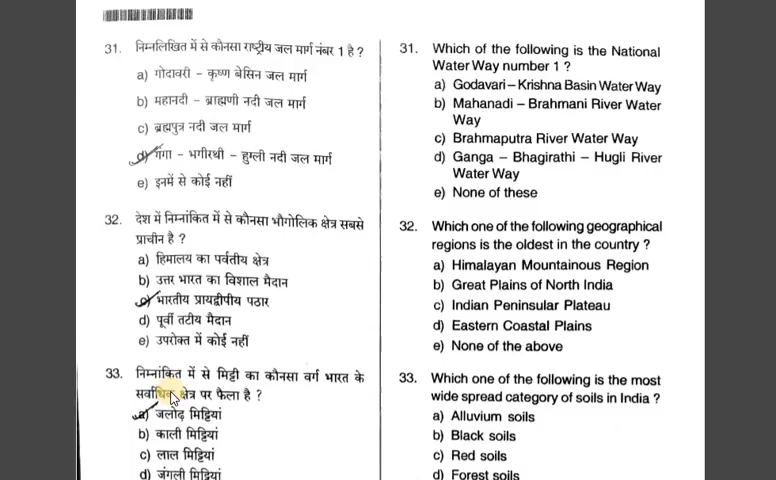 31. निम्नलिखित में से कौनसा राष्ट्रीय जल मार्ग नंबर 1 है ?
a) गोदावरी – कृष्ण बेसिन जल मार्ग
b) महानदी – ब्राह्मणी नदी जल मार्ग
c) ब्रह्मपुत्र नदी जल मार्ग
d) गंगा – भगीरथी – हुग्ली नदी जल मार्ग
e) इनमें से कोई नहीं
32. देश में निम्नांकित में से कौनसा भौगोलिक क्षेत्र सबसे
प्राचीन है ?
a) हिमालय का पर्वतीय क्षेत्र
b) उत्तर भारत का विशाल मैदान
c) भारतीय प्रायद्वीपीय पठार
d) पूर्वी तटीय मैदान
e) उपरोक्त में कोई नहीं
33. निम्नांकित में से मिट्टी का कौनसा वर्ग भारत के
सर्वाधिक क्षेत्र पर फैला है ?
a) जलोढ़ मिट्टियां
b) काली मिट्टियां
c) लाल मिट्टियां
d) जंगली मिट्टियां
31. Which of the following is the National
Water Way number 1 ?
a) Godavari – Krishna Basin Water Way
b) Mahanadi – Brahmani River Water
Way
c) Brahmaputra River Water Way
d) Ganga – Bhagirathi – Hugli River
Water Way
e) None of these
32. Which one of the following geographical
regions is the oldest in the country ?
a) Himalayan Mountainous Region
b) Great Plains of North India
c) Indian Peninsular Plateau
d) Eastern Coastal Plains
e) None of the above
33. Which one of the following is the most
wide spread category of soils in India ?
a) Alluvium soils
b) Black soils
c) Red soils
d) Forest soils